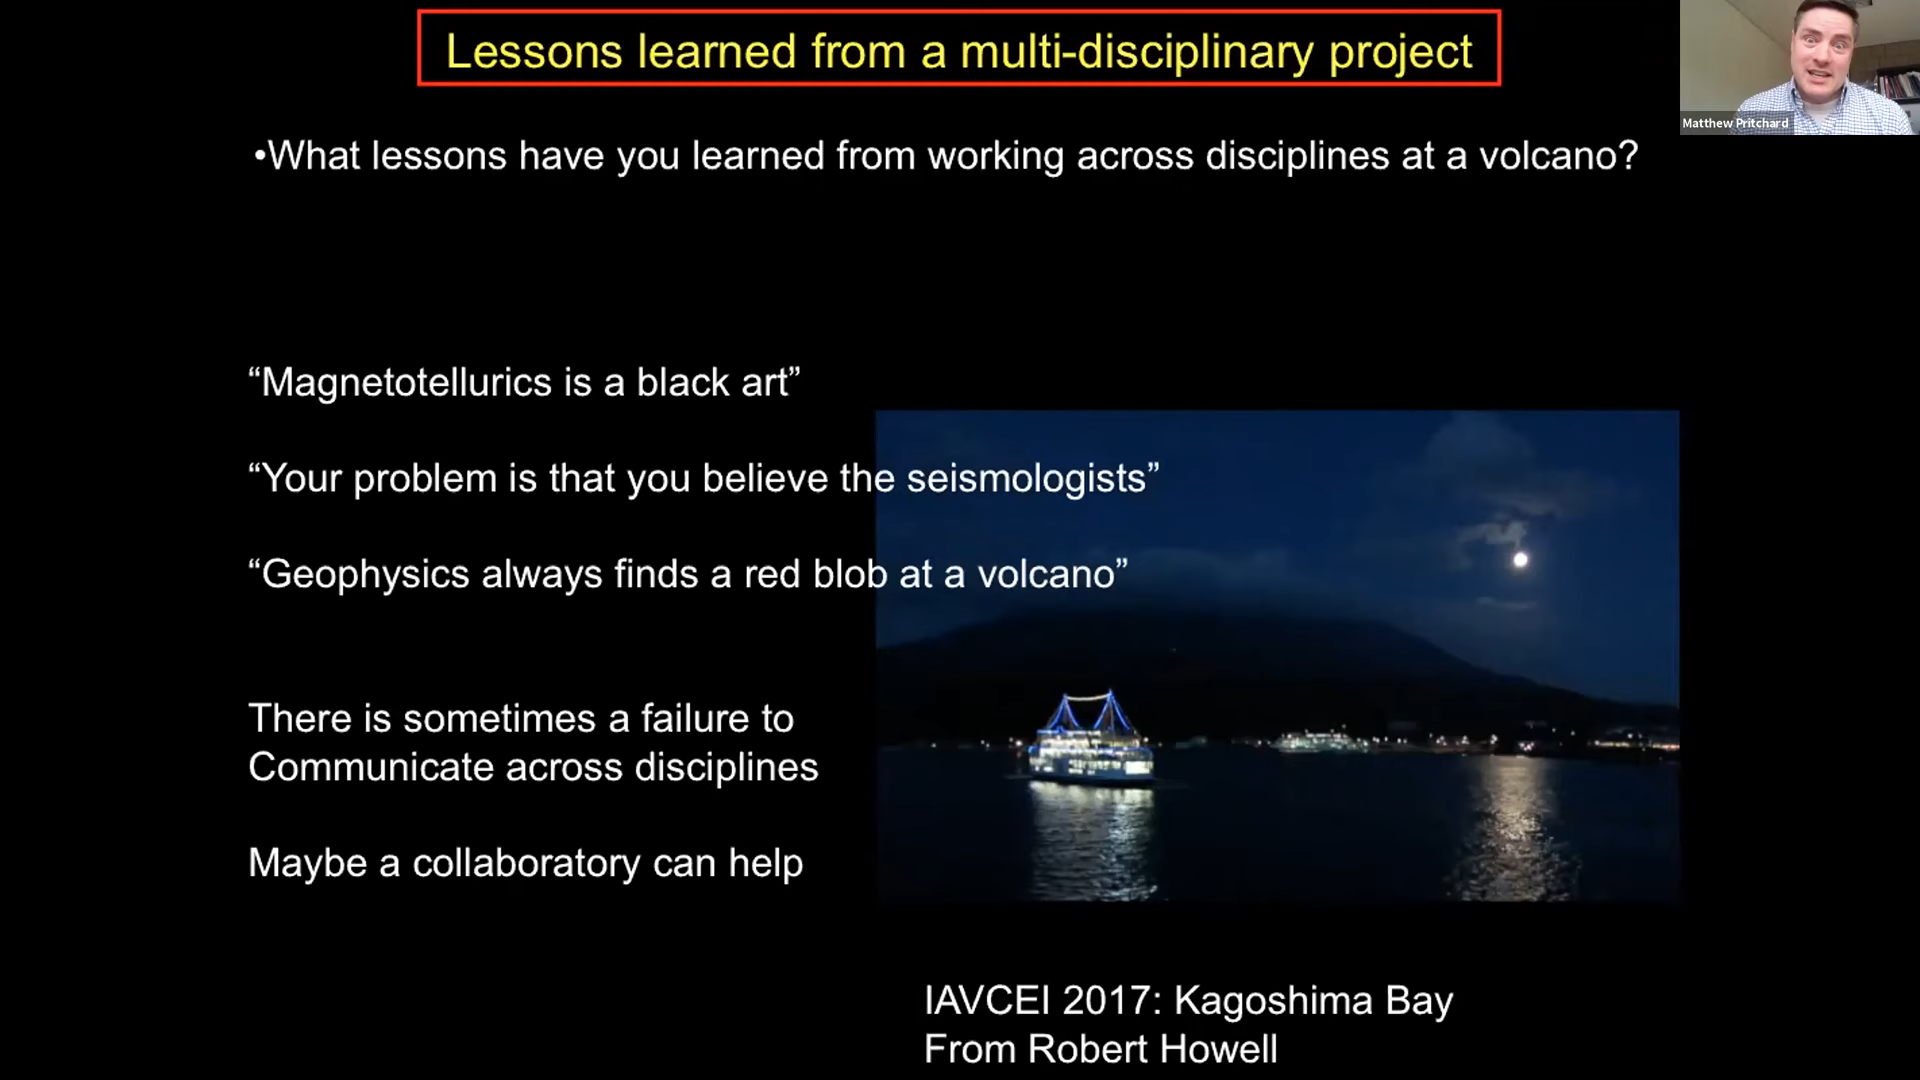 Lessons learned from a multi-disciplinary project
Matthew Pritchard
•What lessons have you learned from working across disciplines at a volcano?
“Magnetotellurics is a black art”
“Your problem is that you believe the seismologists”
“Geophysics always finds a red blob at a volcano”
There is sometimes a failure to
Communicate across disciplines
Maybe a collaboratory can help
IAVCEI 2017: Kagoshima Bay
From Robert Howell